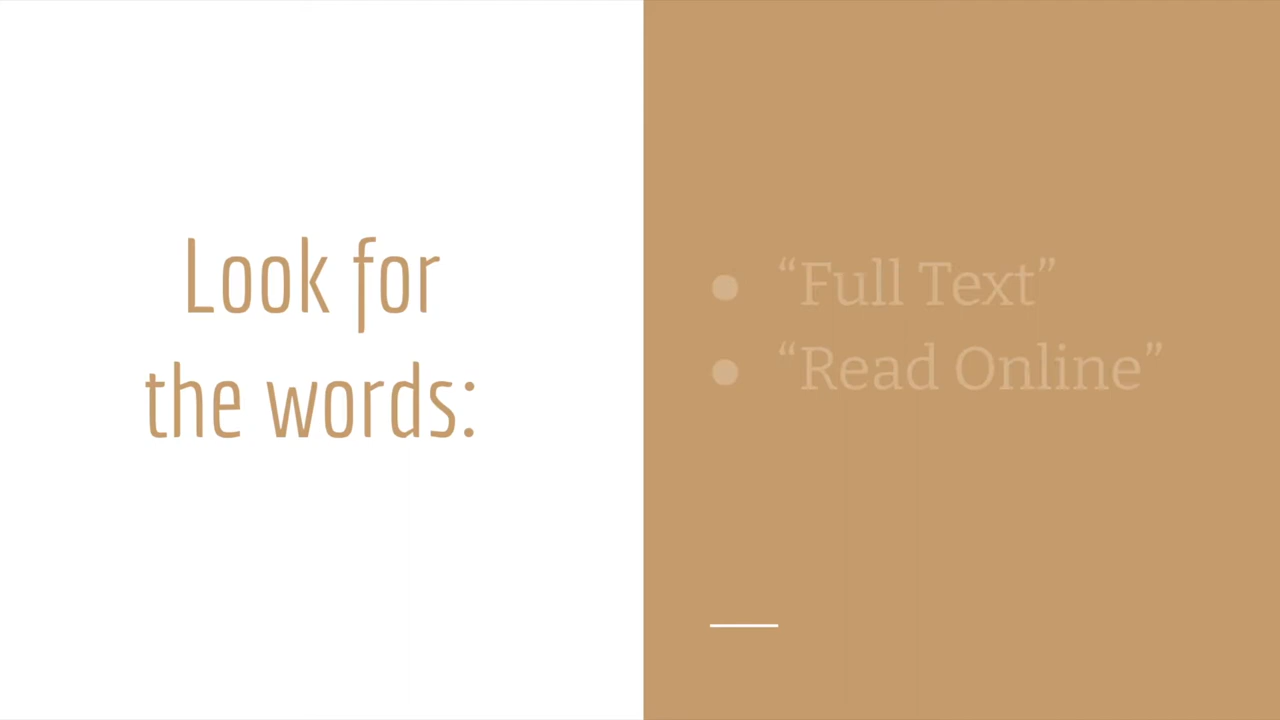 Look for
the words:
● “Full Text”
● “Read Online”